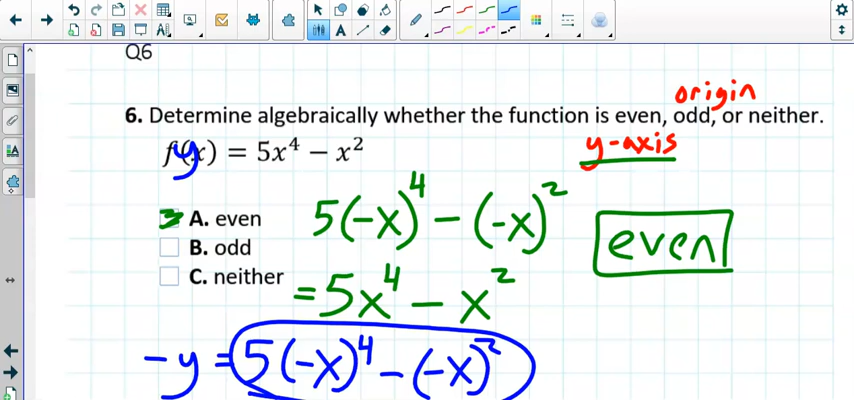 Q6
origin
6. Determine algebraically whether the function is even, odd, or neither.
y-axis
f(x) = 5x⁴ − x²
y
A. even
B. odd
C. neither
5(-x)⁴ - (-x)²
even
= 5x⁴ - x²
-y = 5(-x)⁴ - (-x)²